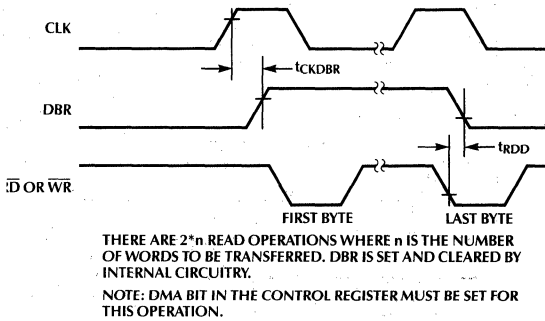 CLK
tCKDBR
DBR
tRDD
:D OR WR
FIRST BYTE
LAST BYTE
THERE ARE 2*n READ OPERATIONS WHERE n IS THE NUMBER
OF WORDS TO BE TRANSFERRED. DBR IS SET AND CLEARED BY
INTERNAL CIRCUITRY.
NOTE: DMA BIT IN THE CONTROL REGISTER MUST BE SET FOR
THIS OPERATION.